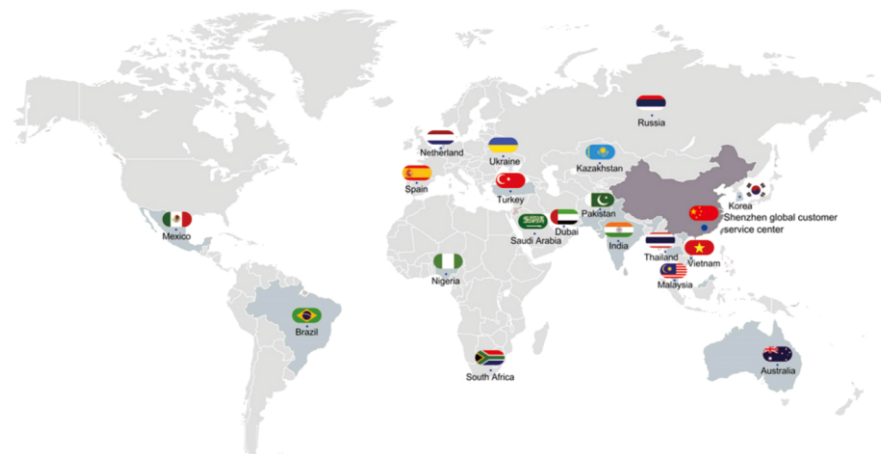 Russia
Netherland
Ukraine
Kazakhstan
Spain
Turkey
Pakistan
Korea
Shenzhen global customer
service center
Mexico
Saudi Arabia
Dubai
India
Thailand
Vietnam
Nigeria
Malaysia
Brazil
South Africa
Australia